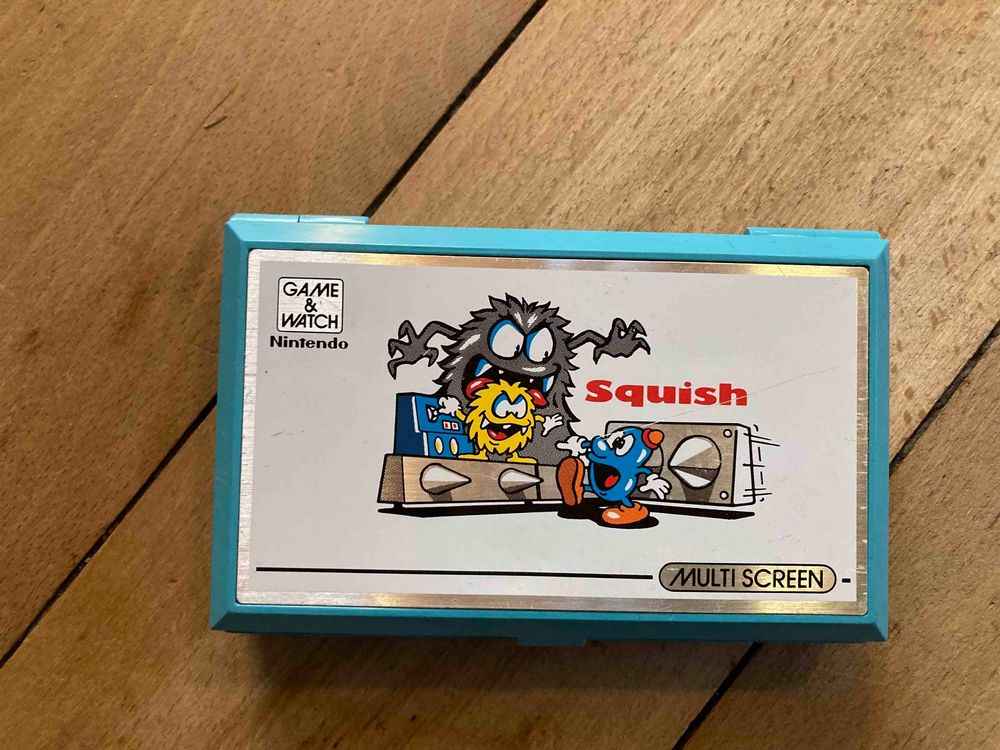 GAME
&
WATCH
Nintendo
Squish
MULTI SCREEN